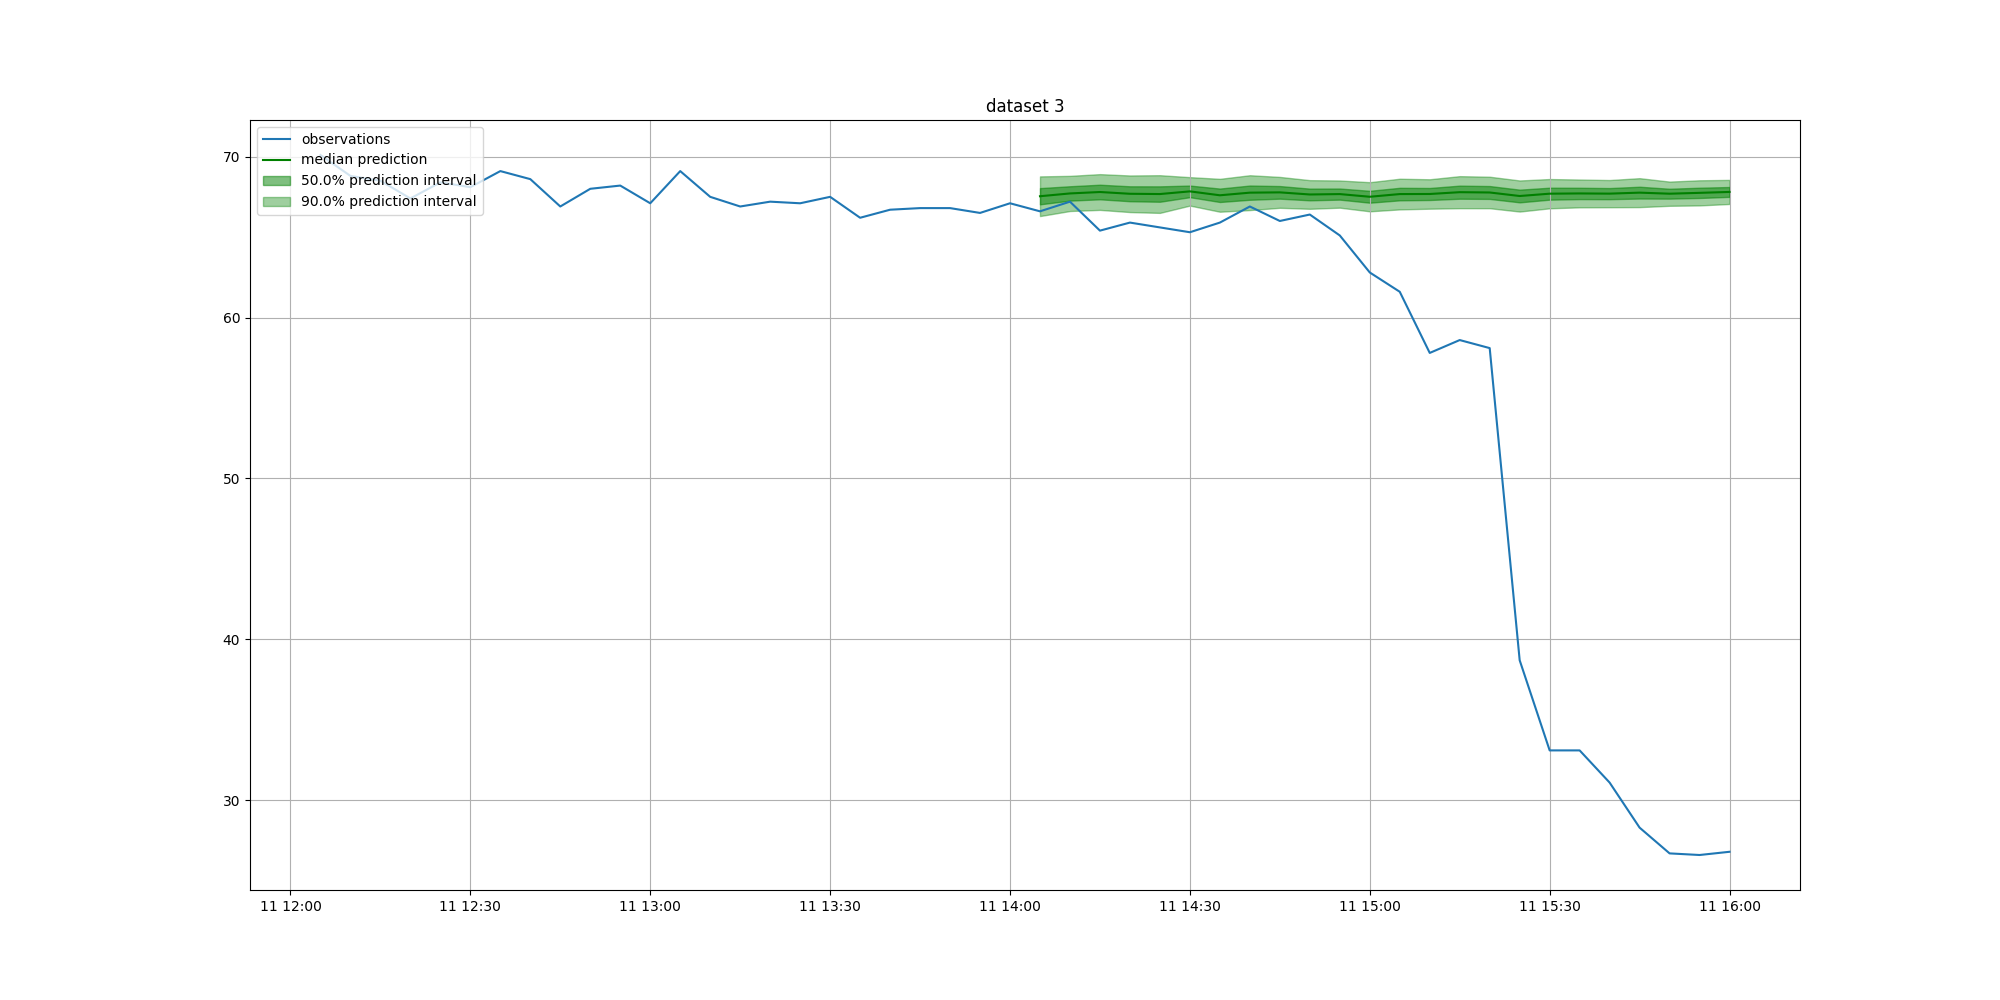 dataset 3
observations
median prediction
50.0% prediction interval
90.0% prediction interval
70
60
50
40
30
11 12:00 11 12:30 11 13:00 11 13:30 11 14:00 11 14:30 11 15:00 11 15:30 11 16:00